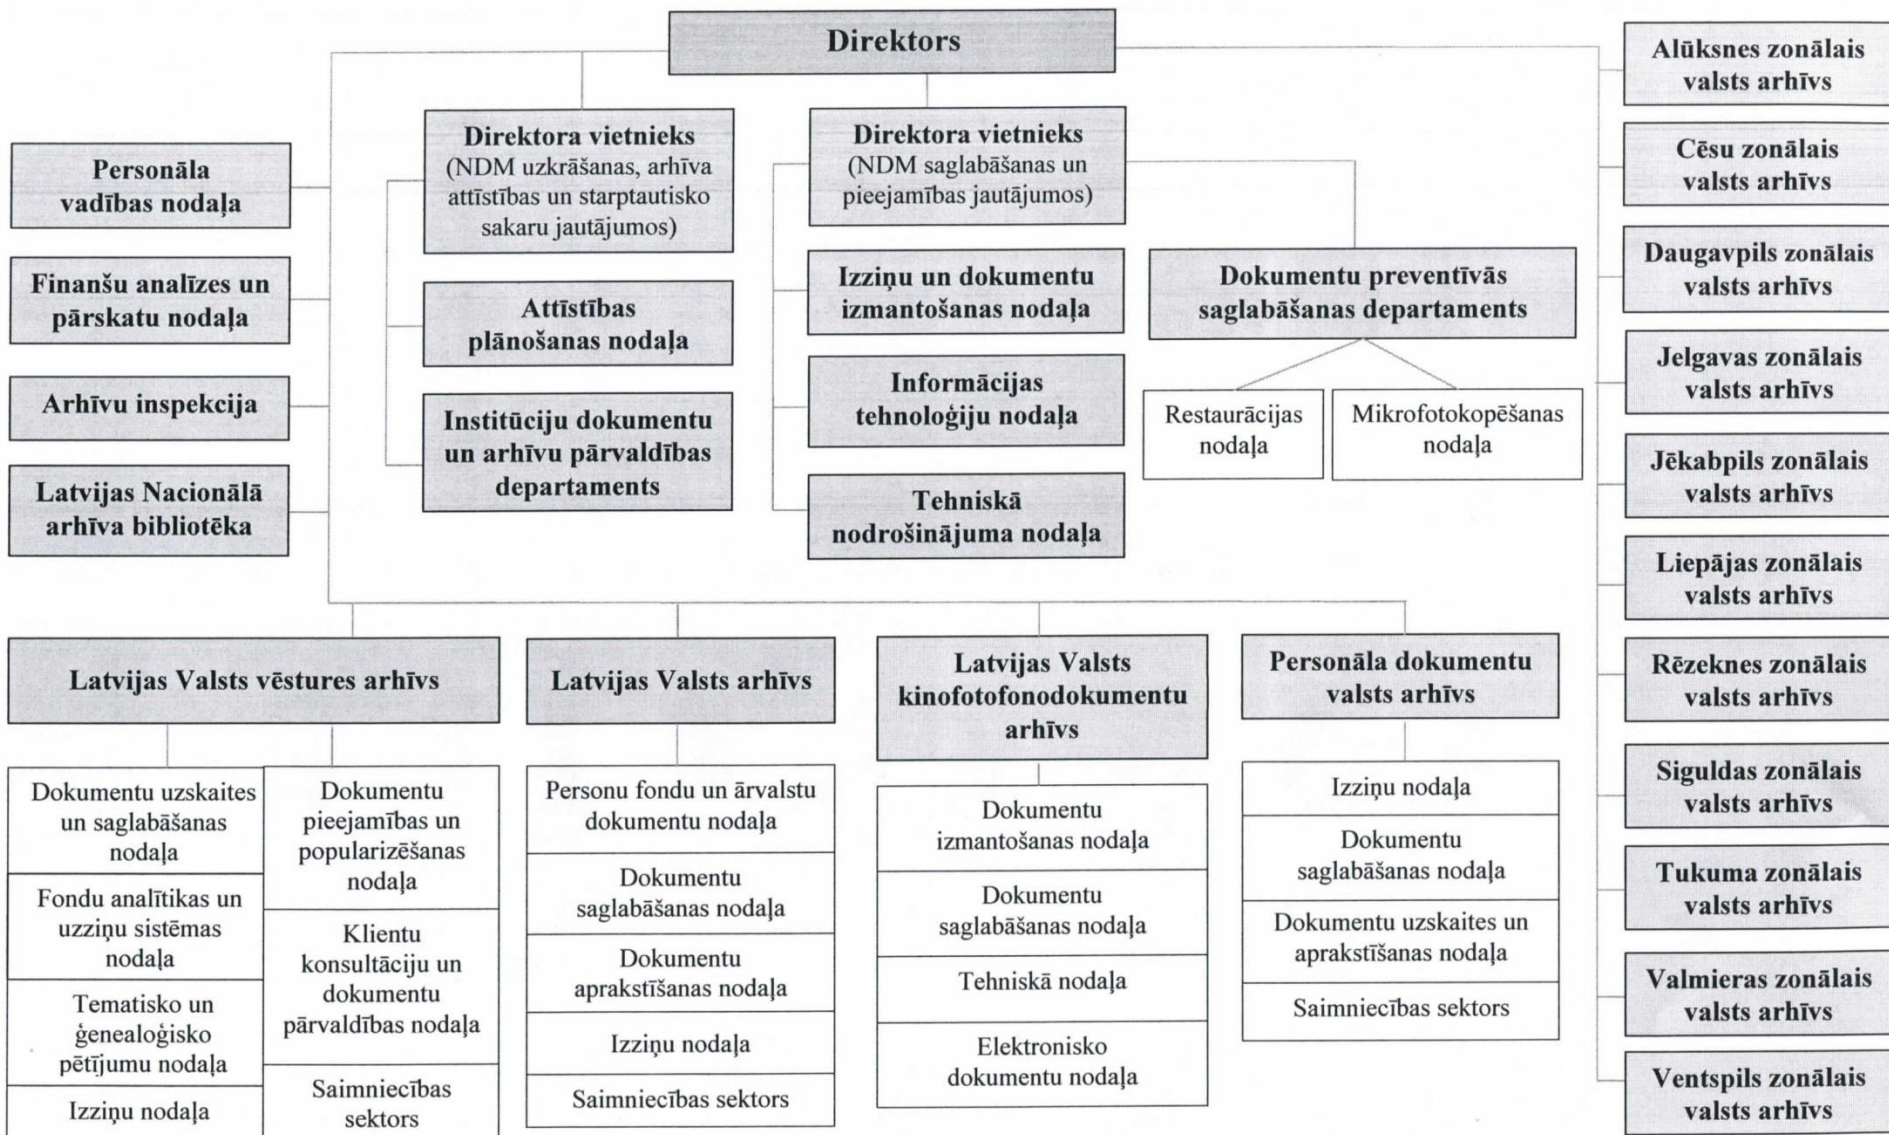 Direktors
Personāla
vadības nodaļa
Finanšu analīzes un
pārskatu nodaļa
Arhīvu inspekcija
Latvijas Nacionālā
arhīva bibliotēka
Direktora vietnieks
(NDM uzkrāšanas, arhīva
attīstības un starptautisko
sakaru jautājumos)
Attīstības
plānošanas nodaļa
Institūciju dokumentu
un arhīvu pārvaldības
departaments
Direktora vietnieks
(NDM saglabāšanas un
pieejamības jautājumos)
Izziņu un dokumentu
izmantošanas nodaļa
Informācijas
tehnoloģiju nodaļa
Tehniskā
nodrošinājuma nodaļa
Dokumentu preventīvās
saglabāšanas departaments
Restaurācijas
nodaļa
Mikrofotokopēšanas
nodaļa
Alūksnes zonālais
valsts arhīvs
Cēsu zonālais
valsts arhīvs
Daugavpils zonālais
valsts arhīvs
Jelgavas zonālais
valsts arhīvs
Jēkabpils zonālais
valsts arhīvs
Liepājas zonālais
valsts arhīvs
Rēzeknes zonālais
valsts arhīvs
Siguldas zonālais
valsts arhīvs
Tukuma zonālais
valsts arhīvs
Valmieras zonālais
valsts arhīvs
Ventspils zonālais
valsts arhīvs
Latvijas Valsts vēstures arhīvs
Dokumentu uzskaites
un saglabāšanas
nodaļa
Fondu analītikas un
uzziņu sistēmas
nodaļa
Tematisko un
ģenealoģisko
pētījumu nodaļa
Izziņu nodaļa
Dokumentu
pieejamības un
popularizēšanas
nodaļa
Klientu
konsultāciju un
dokumentu
pārvaldības nodaļa
Saimniecības
sektors
Latvijas Valsts arhīvs
Personu fondu un ārvalstu
dokumentu nodaļa
Dokumentu
saglabāšanas nodaļa
Dokumentu
aprakstīšanas nodaļa
Izziņu nodaļa
Saimniecības sektors
Latvijas Valsts
kinofotofonodokumentu
arhīvs
Dokumentu
izmantošanas nodaļa
Dokumentu
saglabāšanas nodaļa
Tehniskā nodaļa
Elektronisko
dokumentu nodaļa
Personāla dokumentu
valsts arhīvs
Izziņu nodaļa
Dokumentu
saglabāšanas nodaļa
Dokumentu uzskaites un
aprakstīšanas nodaļa
Saimniecības sektors